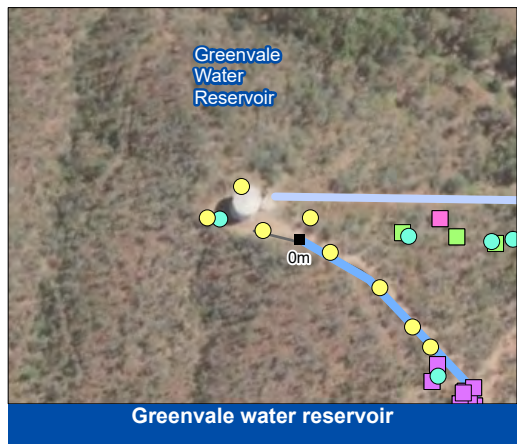 Greenvale
Water
Reservoir
0m
Greenvale water reservoir